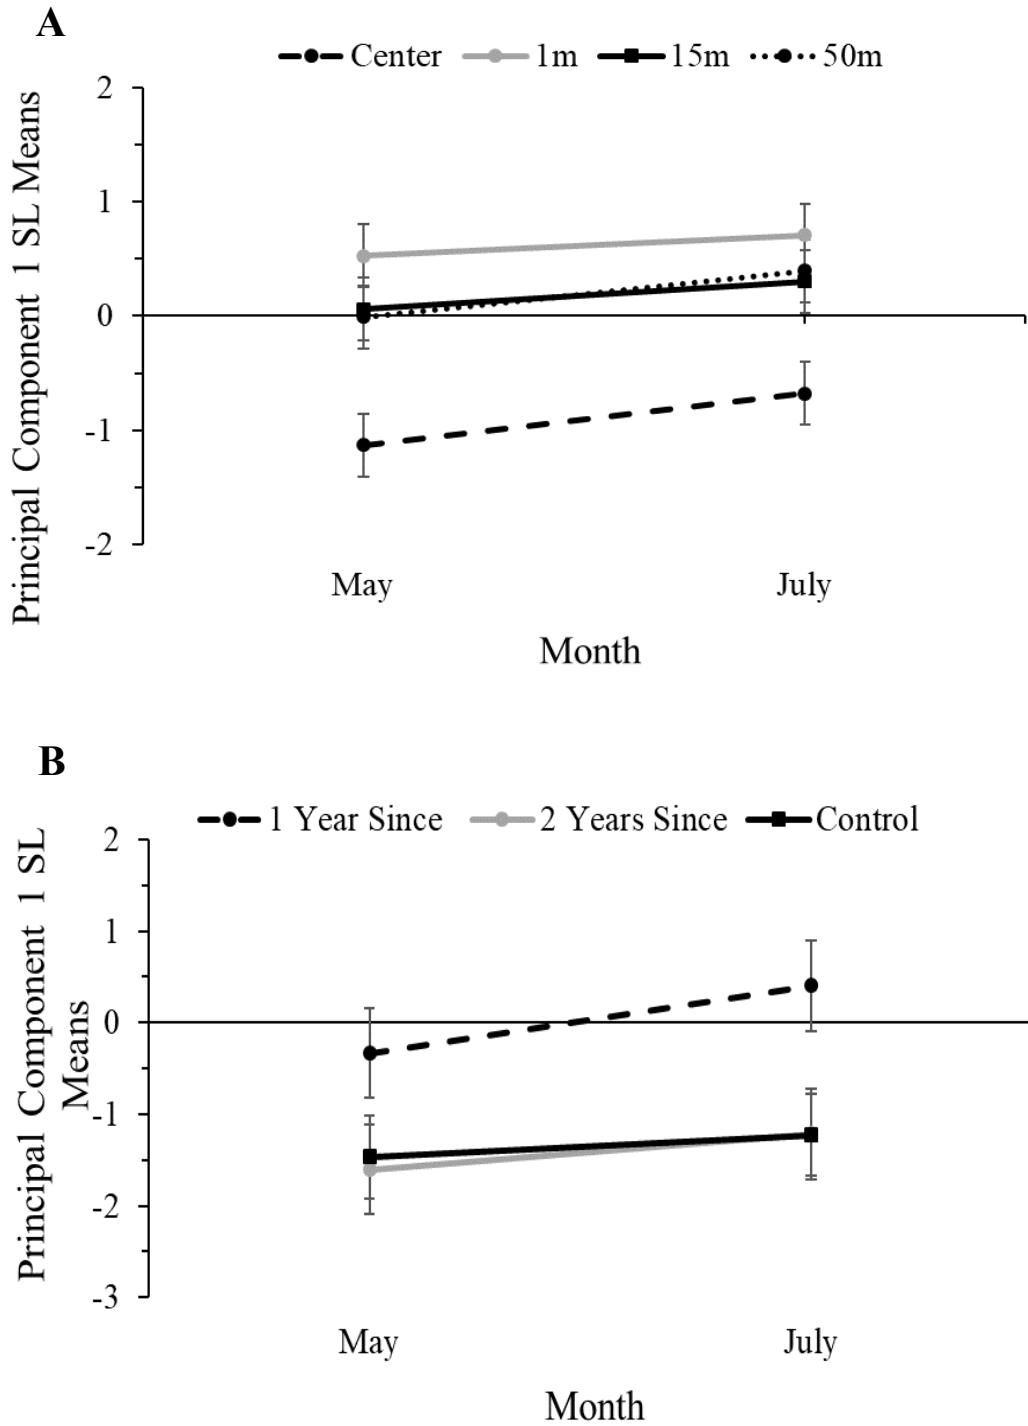 A
Center 1m 15m 50m
2
1
0
-1
-2
Principal Component 1 SL Means
May July
Month
B
1 Year Since 2 Years Since Control
2
1
0
-1
-2
-3
Principal Component 1 SL
Means
May July
Month